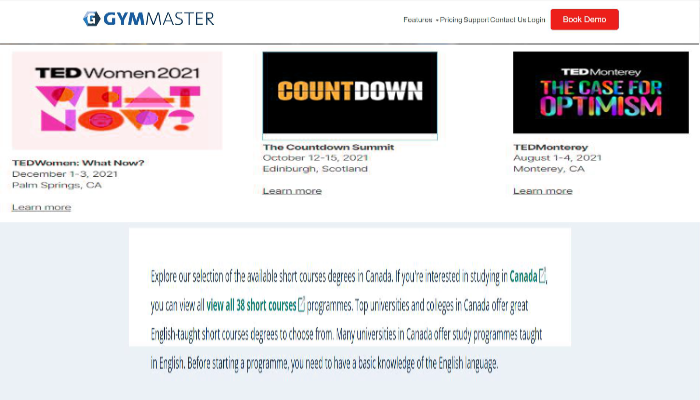 GYMMASTER
Features Pricing Support Contact Us Login Book Demo
TEDWomen 2021
WHAT
NOW?
TEDWomen: What Now?
December 1-3, 2021
Palm Springs, CA
Learn more
COUNTDOWN
The Countdown Summit
October 12-15, 2021
Edinburgh, Scotland
Learn more
TEDMonterey
THE CASE FOR
OPTIMISM
TEDMonterey
August 1-4, 2021
Monterey, CA
Learn more
Explore our selection of the available short courses degrees in Canada. If you're interested in studying in Canada,
you can view all view all 38 short courses programmes. Top universities and colleges in Canada offer great
English-taught short courses degrees to choose from. Many universities in Canada offer study programmes taught
in English. Before starting a programme, you need to have a basic knowledge of the English language.